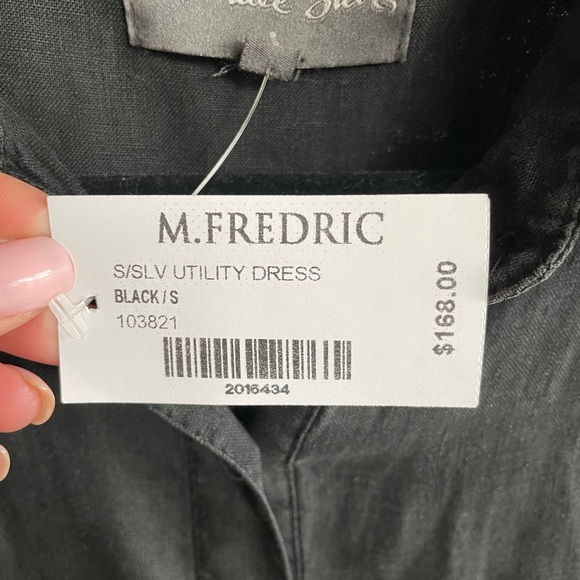 M.FREDRIC
S/SLV UTILITY DRESS
BLACK/S
103821
$168.00
2016434